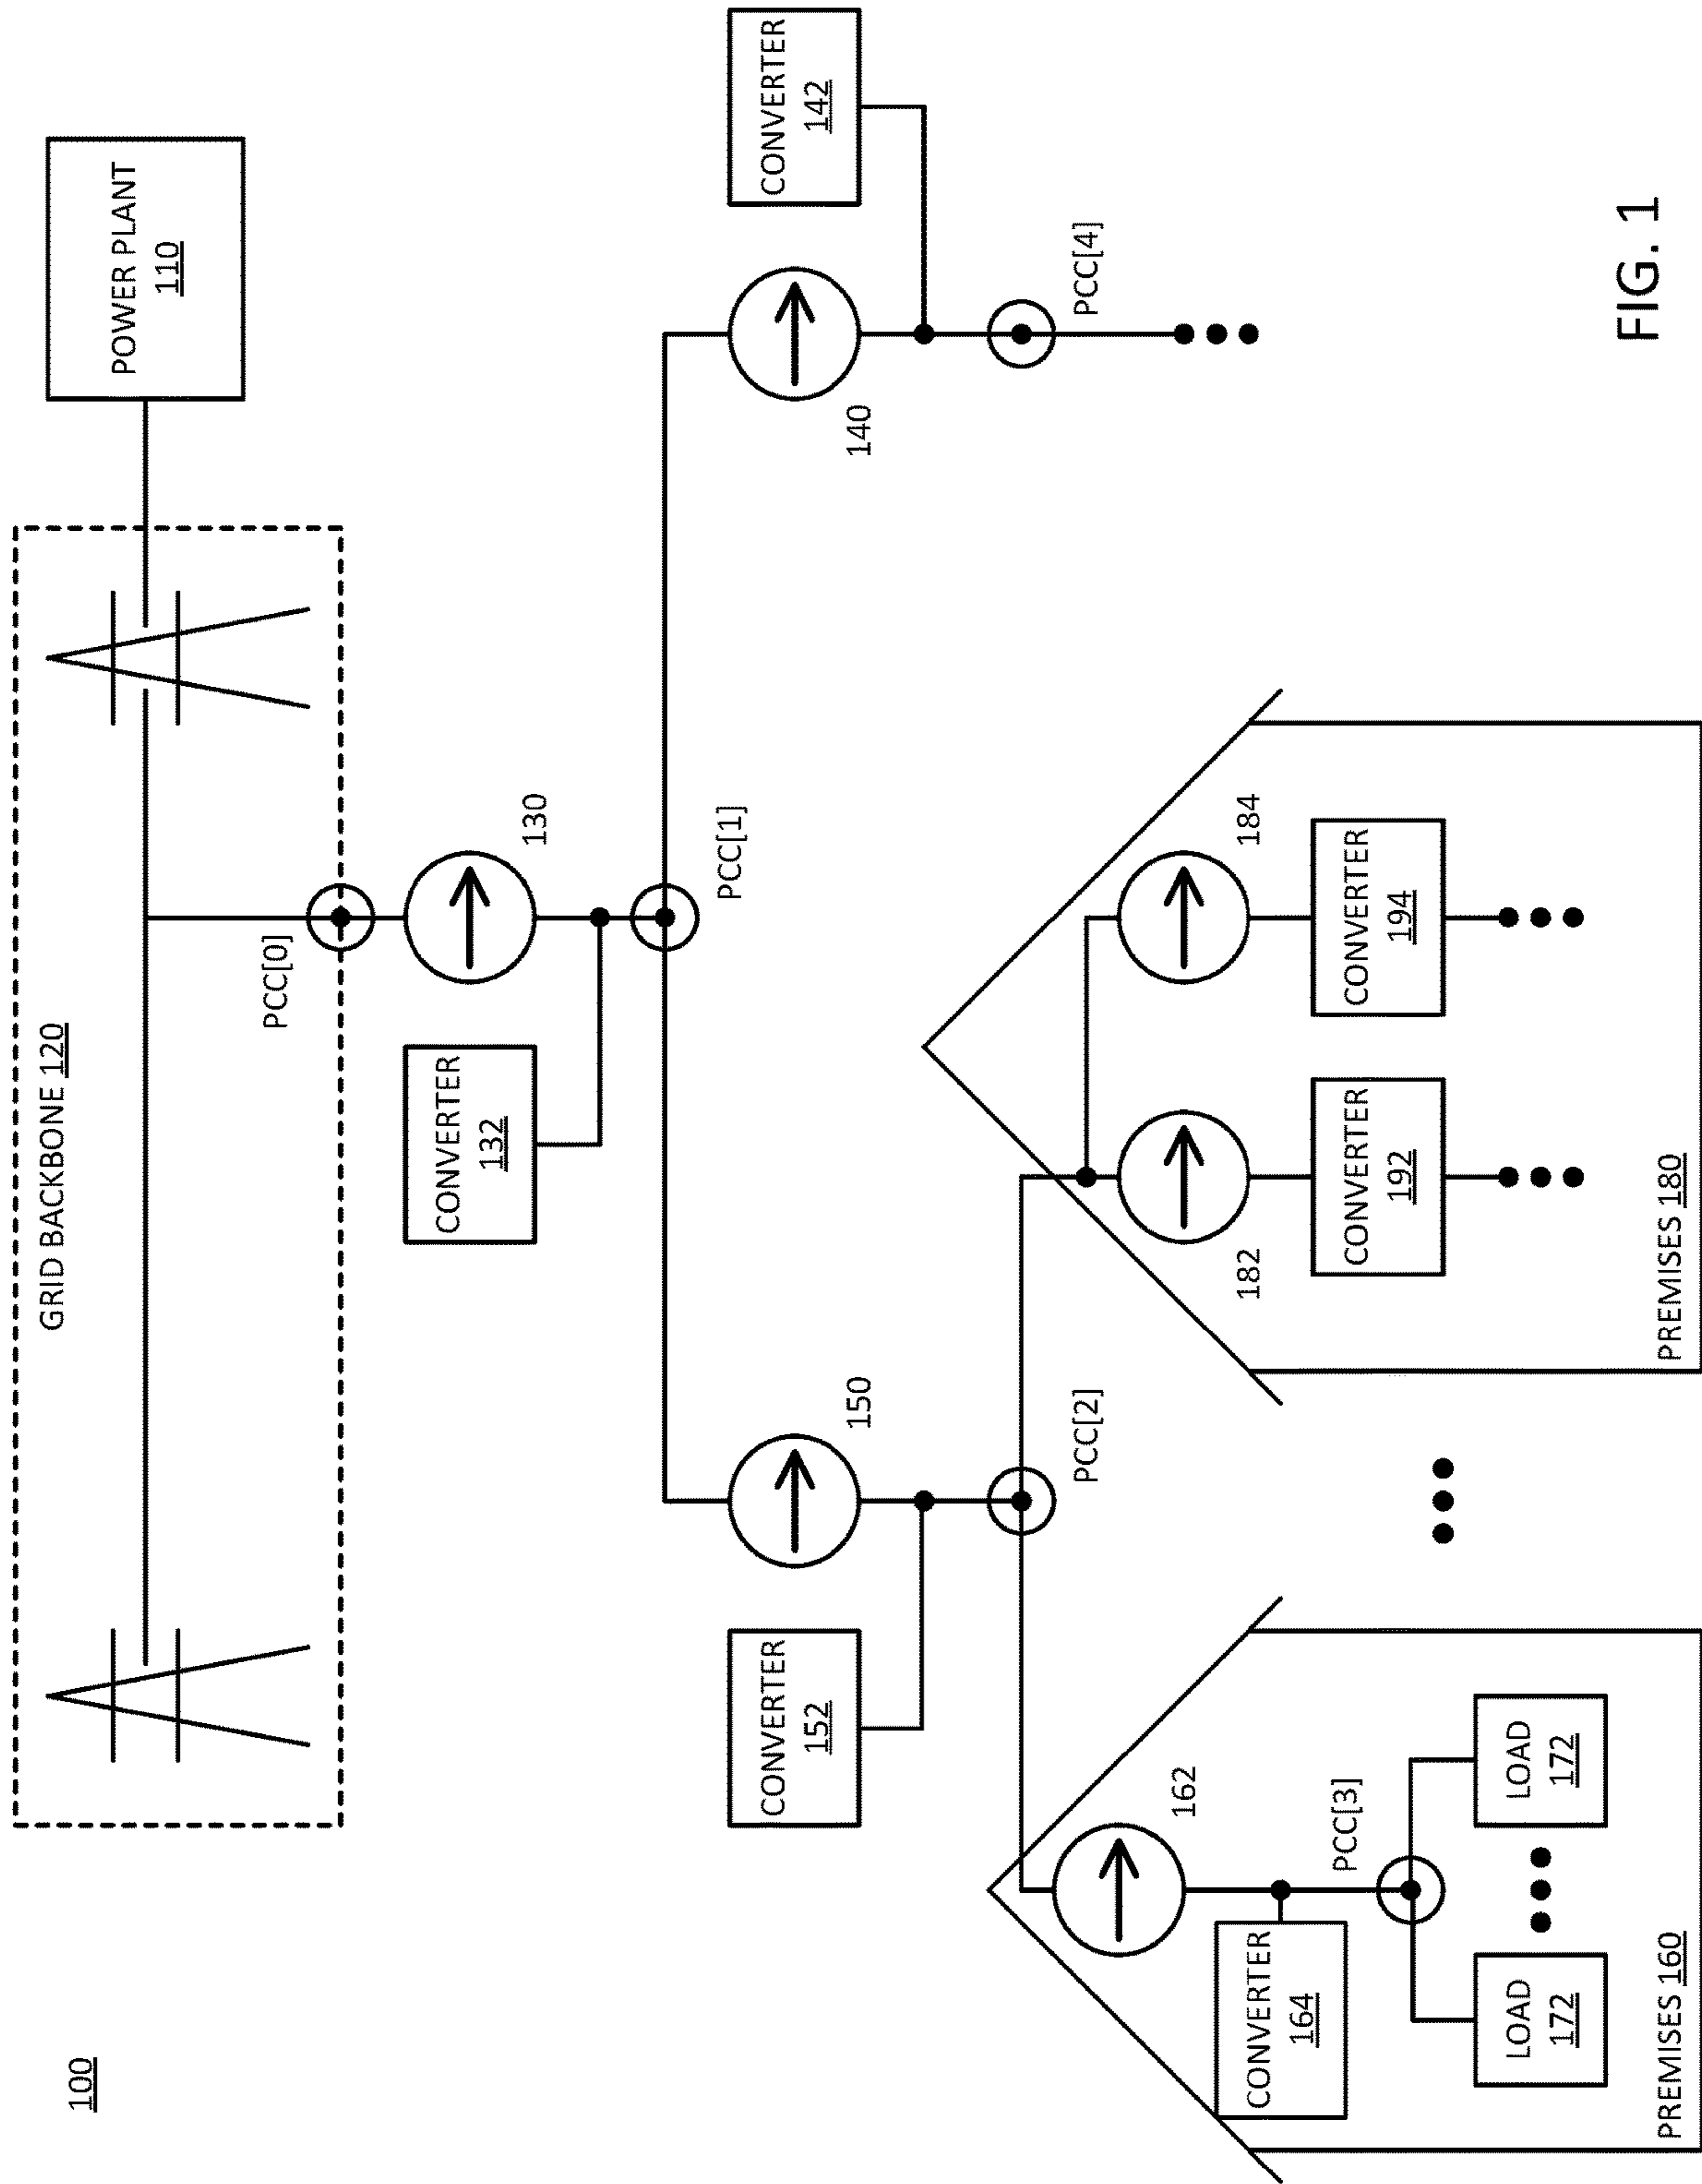 100
GRID BACKBONE 120
POWER PLANT
110
PCC[0]
130
CONVERTER
132
PCC[1]
150
140
CONVERTER
152
CONVERTER
142
PCC[2]
PCC[4]
162
CONVERTER
164
PCC[3]
LOAD
172
LOAD
172
PREMISES 160
182
184
CONVERTER
192
CONVERTER
194
PREMISES 180
FIG. 1